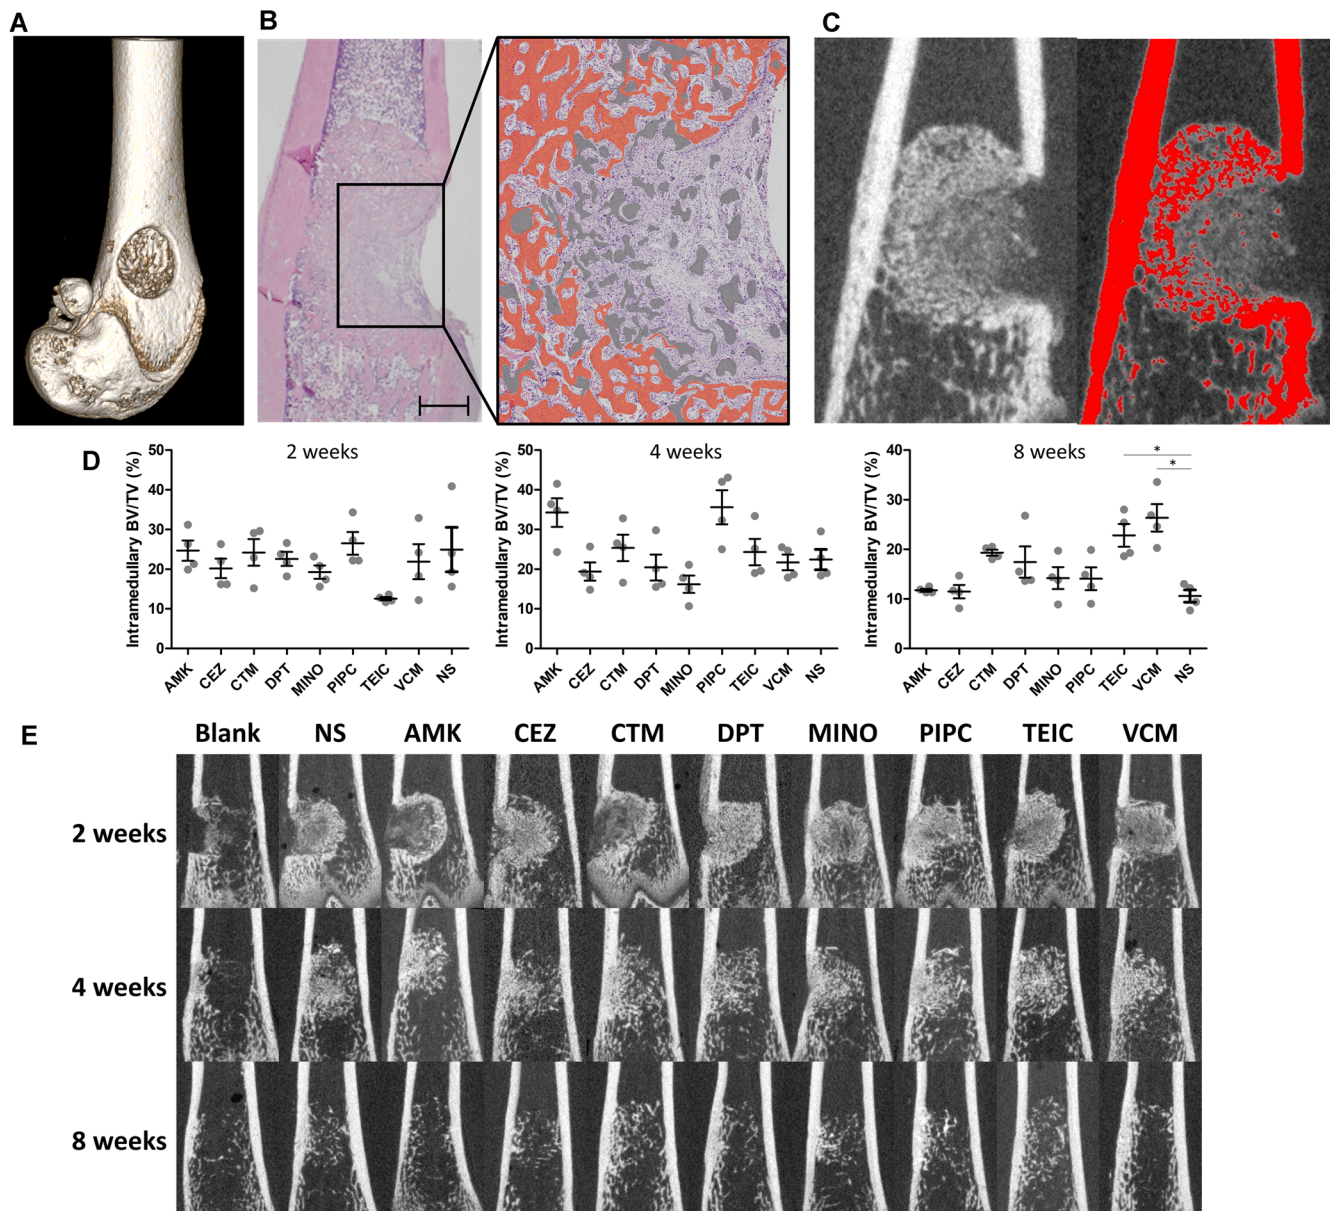 A
B
C
D
Intramedullary BV/TV (%)
2 weeks
50
40
30
20
10
0
AMK CEZ CTM DPT MINO PIPC TEIC VCM NS
Intramedullary BV/TV (%)
4 weeks
50
40
30
20
10
0
AMK CEZ CTM DPT MINO PIPC TEIC VCM NS
Intramedullary BV/TV (%)
8 weeks
40
30
20
10
0
*
*
AMK CEZ CTM DPT MINO PIPC TEIC VCM NS
E
Blank NS AMK CEZ CTM DPT MINO PIPC TEIC VCM
2 weeks
4 weeks
8 weeks